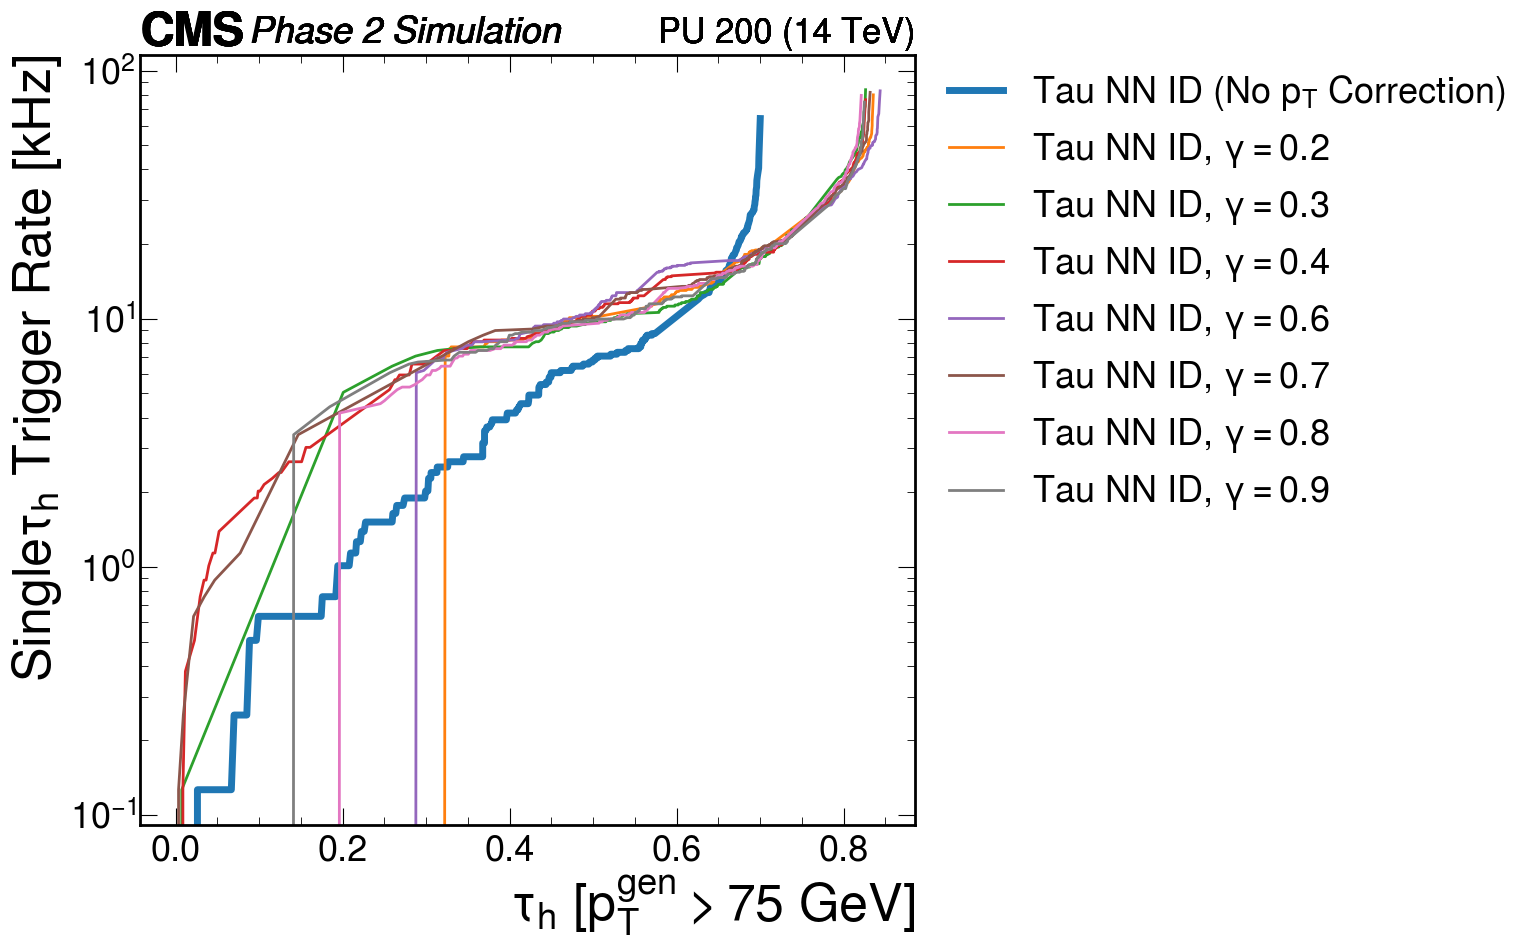 CMS Phase 2 Simulation PU 200 (14 TeV)
Single τh Trigger Rate [kHz]
10²
10¹
10⁰
10⁻¹
0.0 0.2 0.4 0.6 0.8
τh [pTgen > 75 GeV]
Tau NN ID (No pT Correction)
Tau NN ID, γ = 0.2
Tau NN ID, γ = 0.3
Tau NN ID, γ = 0.4
Tau NN ID, γ = 0.6
Tau NN ID, γ = 0.7
Tau NN ID, γ = 0.8
Tau NN ID, γ = 0.9